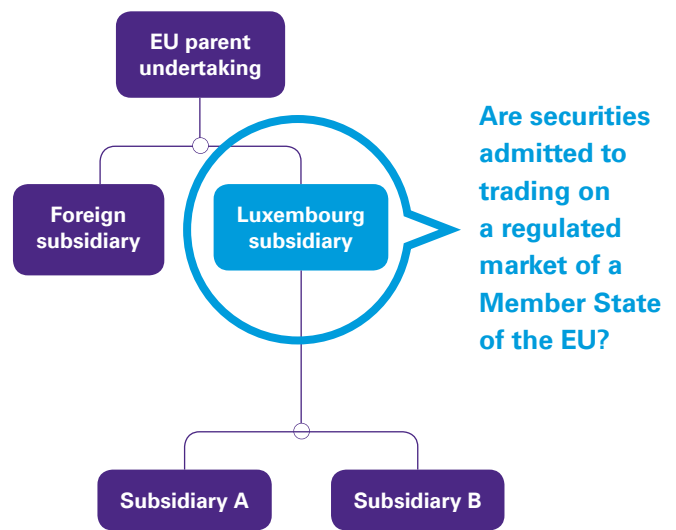 EU parent
undertaking
Foreign
subsidiary
Luxembourg
subsidiary
Are securities
admitted to
trading on
a regulated
market of a
Member State
of the EU?
Subsidiary A
Subsidiary B